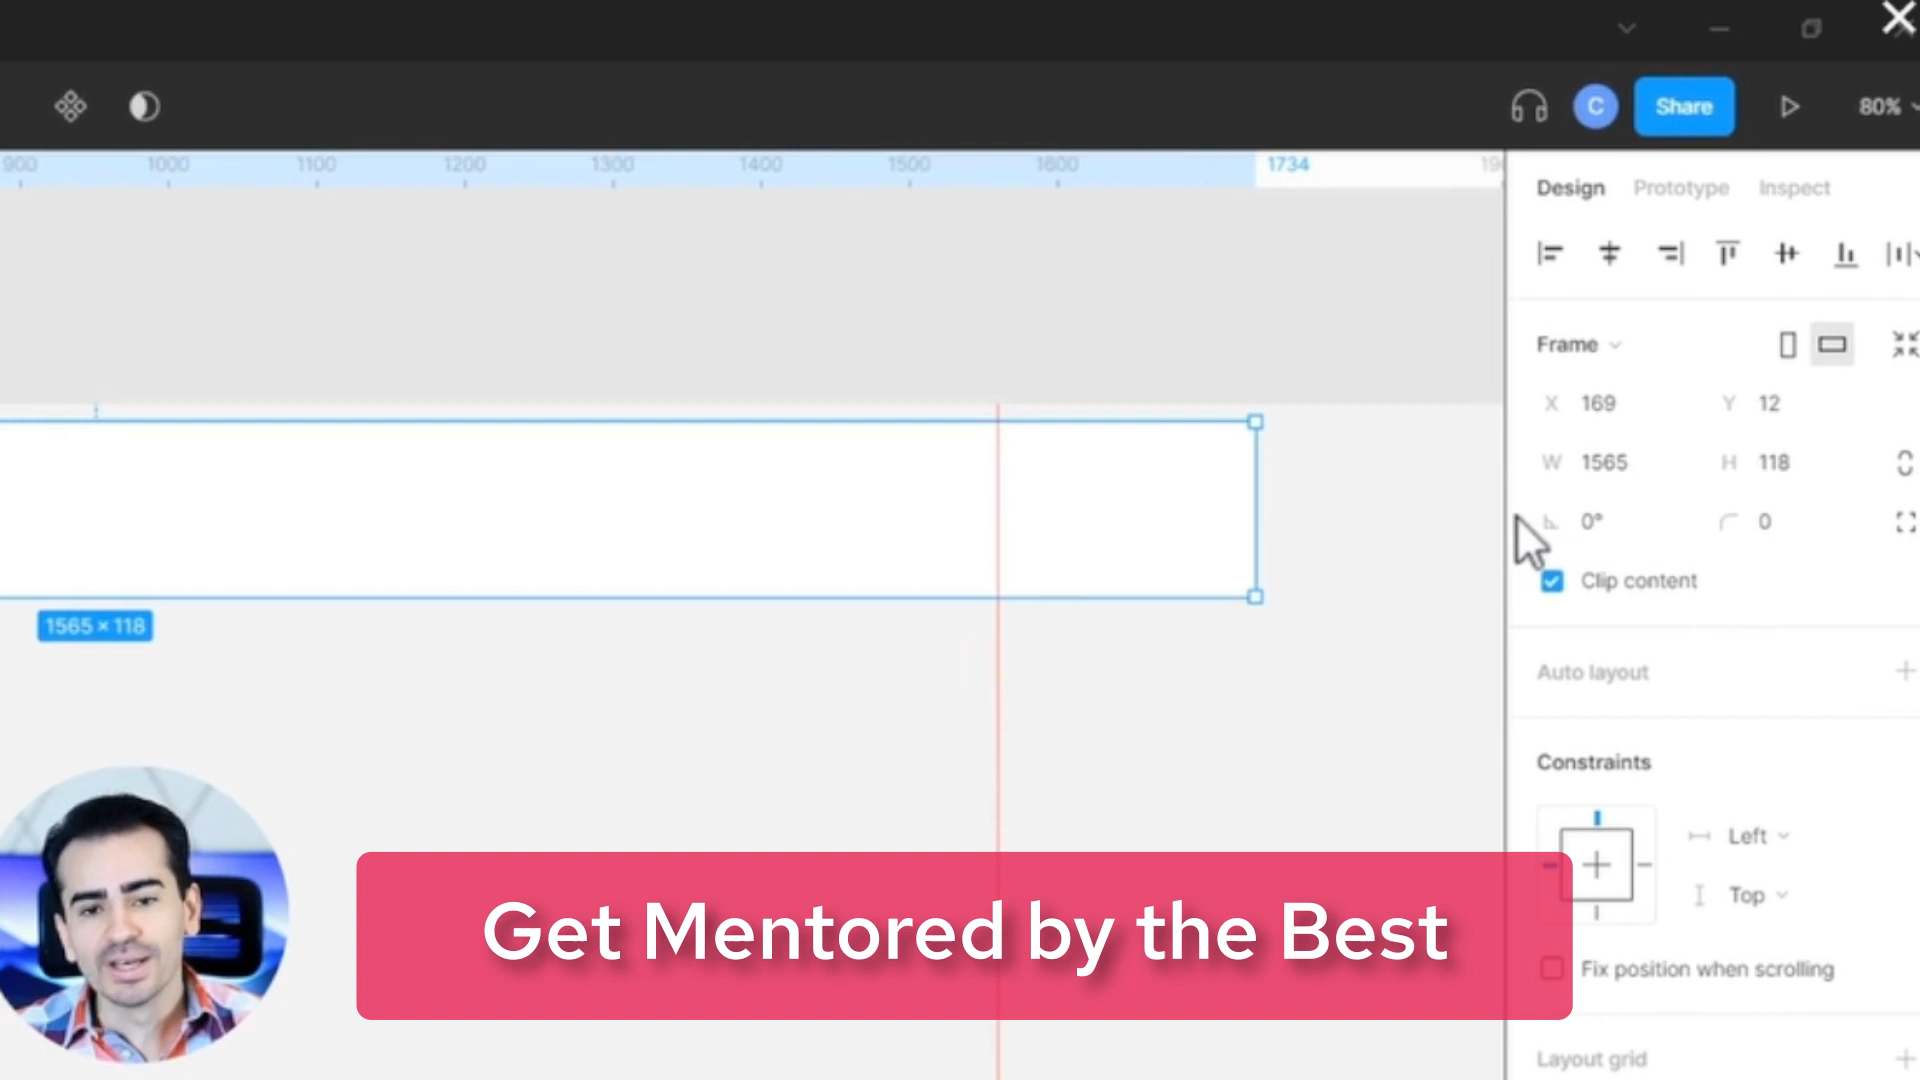 C
Share
80%
900 1000 1100 1200 1300 1400 1500 1600 1734
Design Prototype Inspect
Frame
X 169 Y 12
W 1565 H 118
0° 0
Clip content
1565 × 118
Auto layout
Constraints
Left
Top
Get Mentored by the Best
Fix position when scrolling
Layout grid